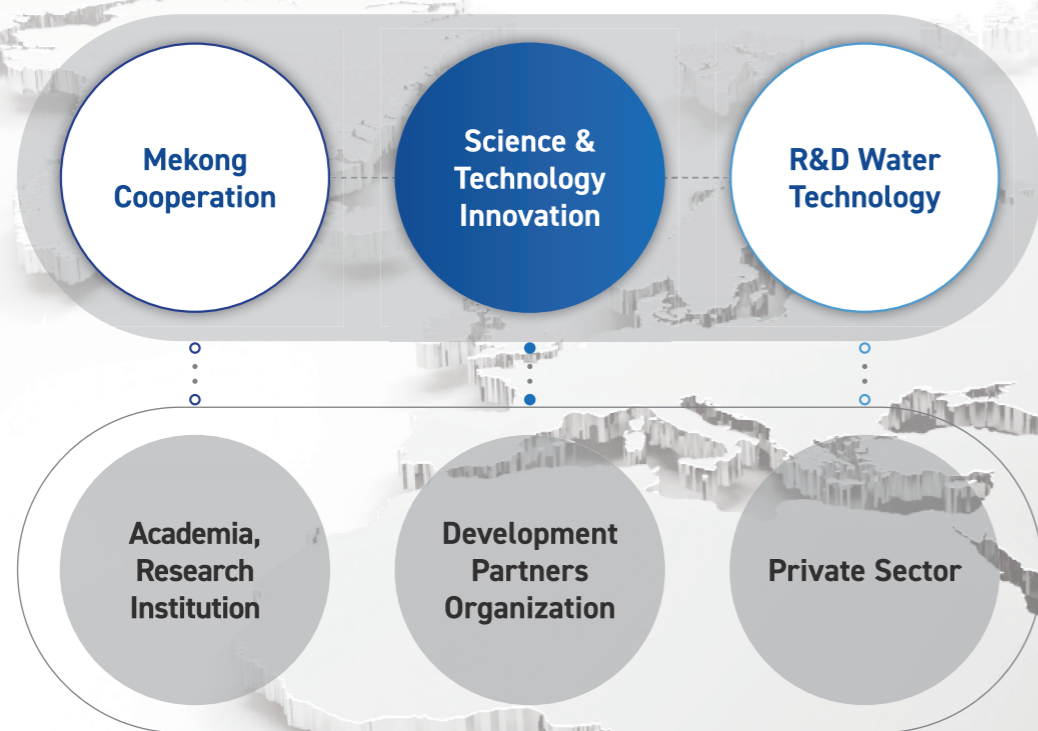 Mekong
Cooperation
Science &
Technology
Innovation
R&D Water
Technology
Academia,
Research
Institution
Development
Partners
Organization
Private Sector